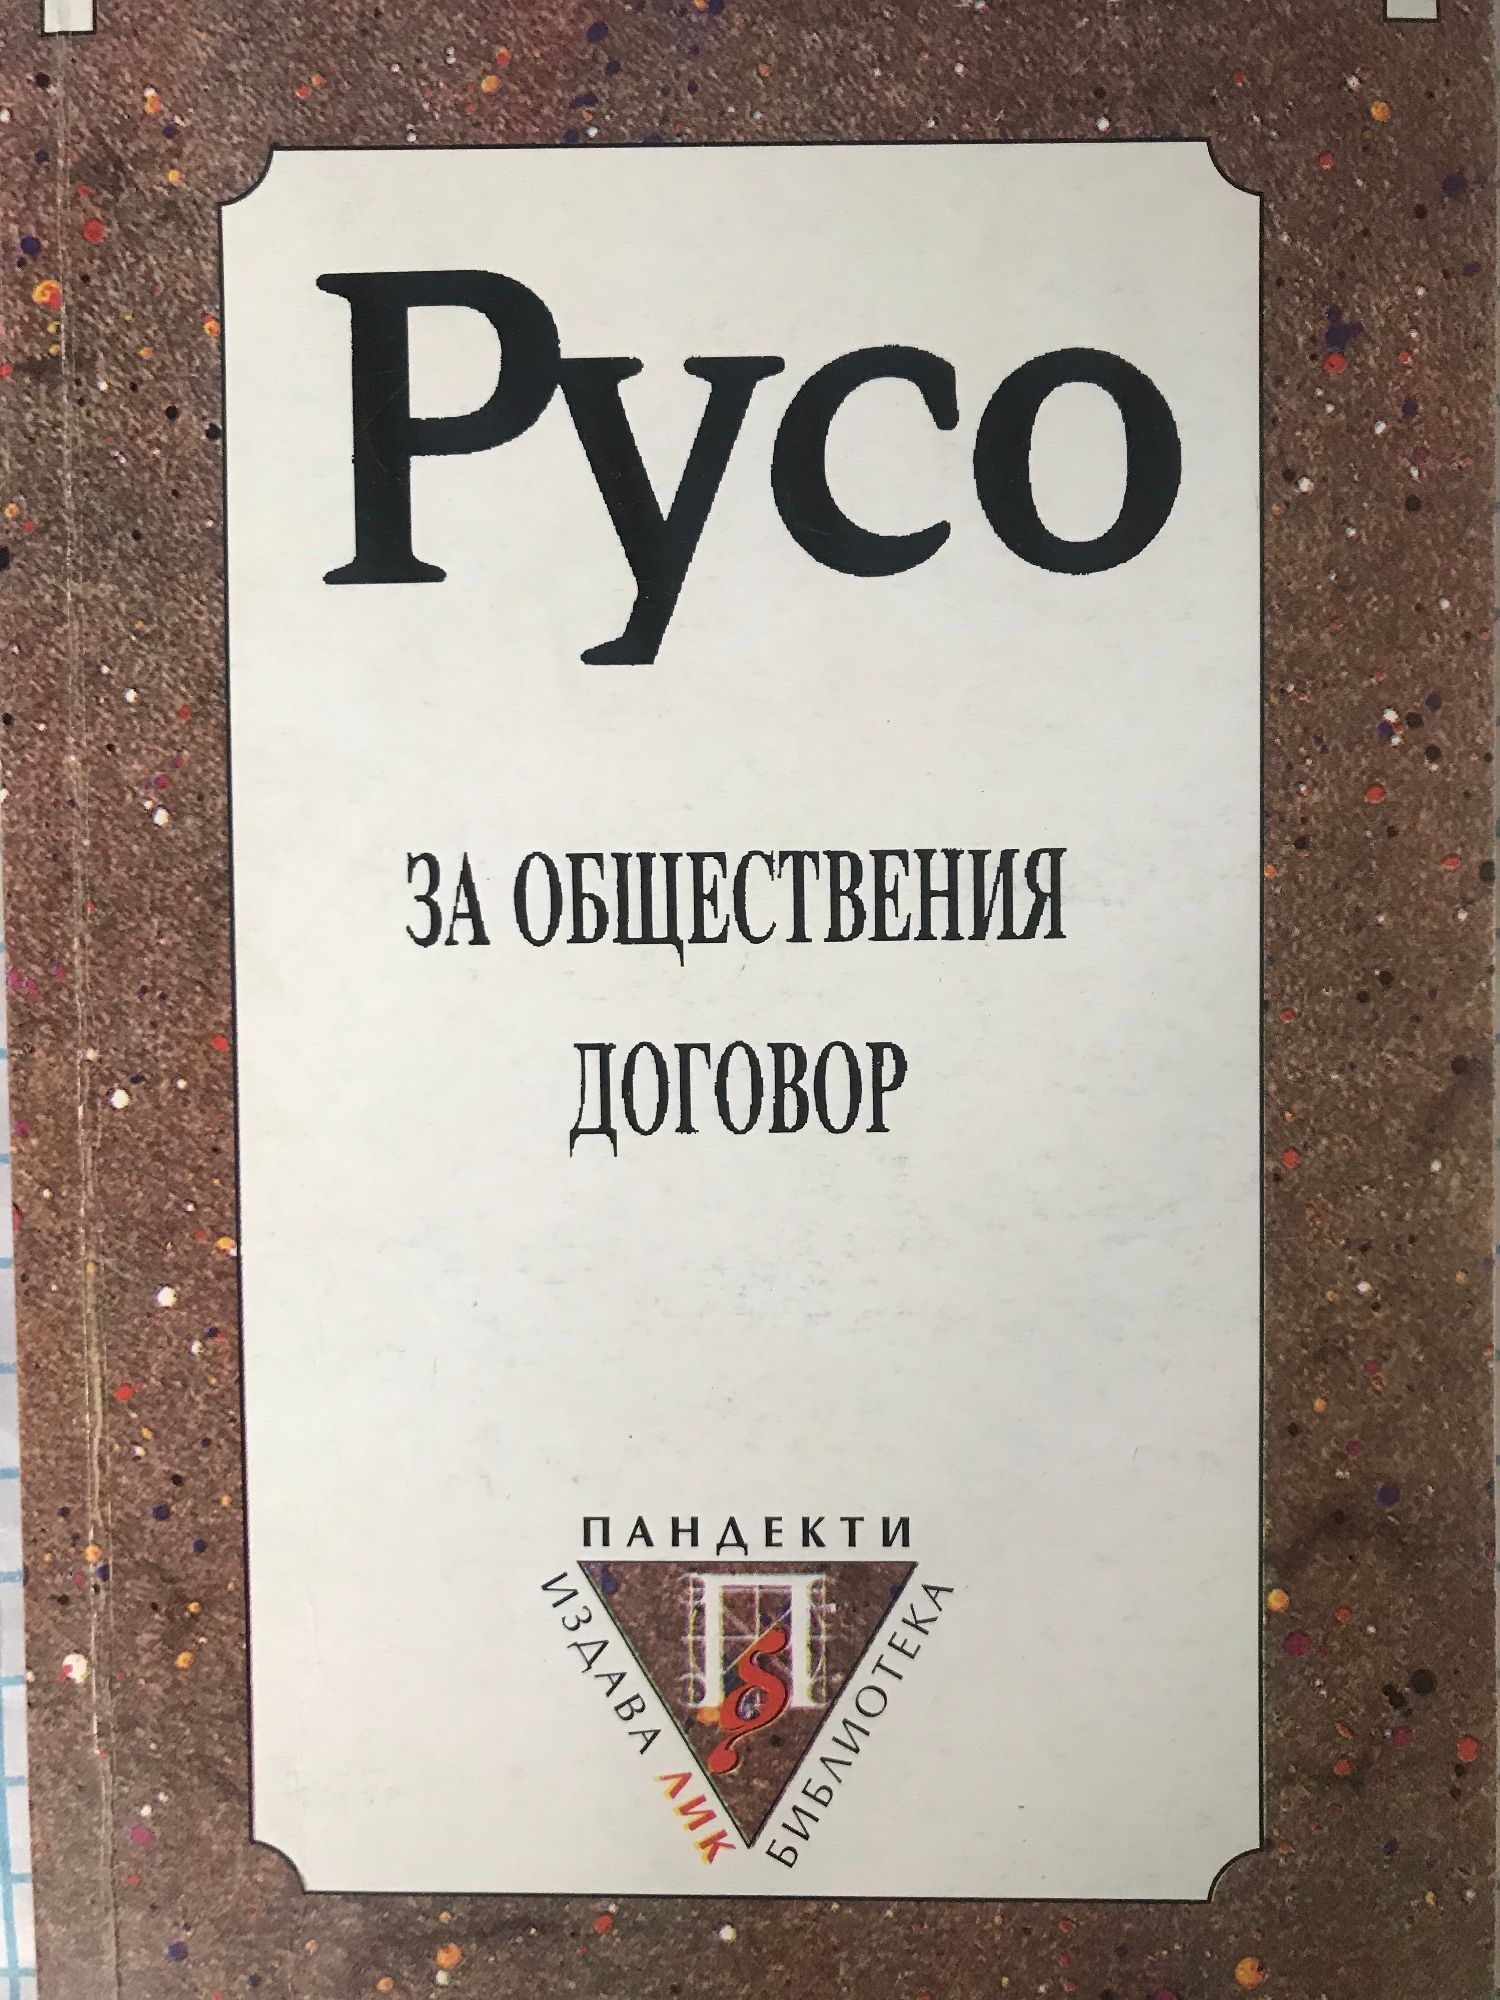 Русо
ЗА ОБЩЕСТВЕНИЯ
ДОГОВОР
ПАНДЕКТИ
П
§
ИЗДАВА ЛИК
БИБЛИОТЕКА